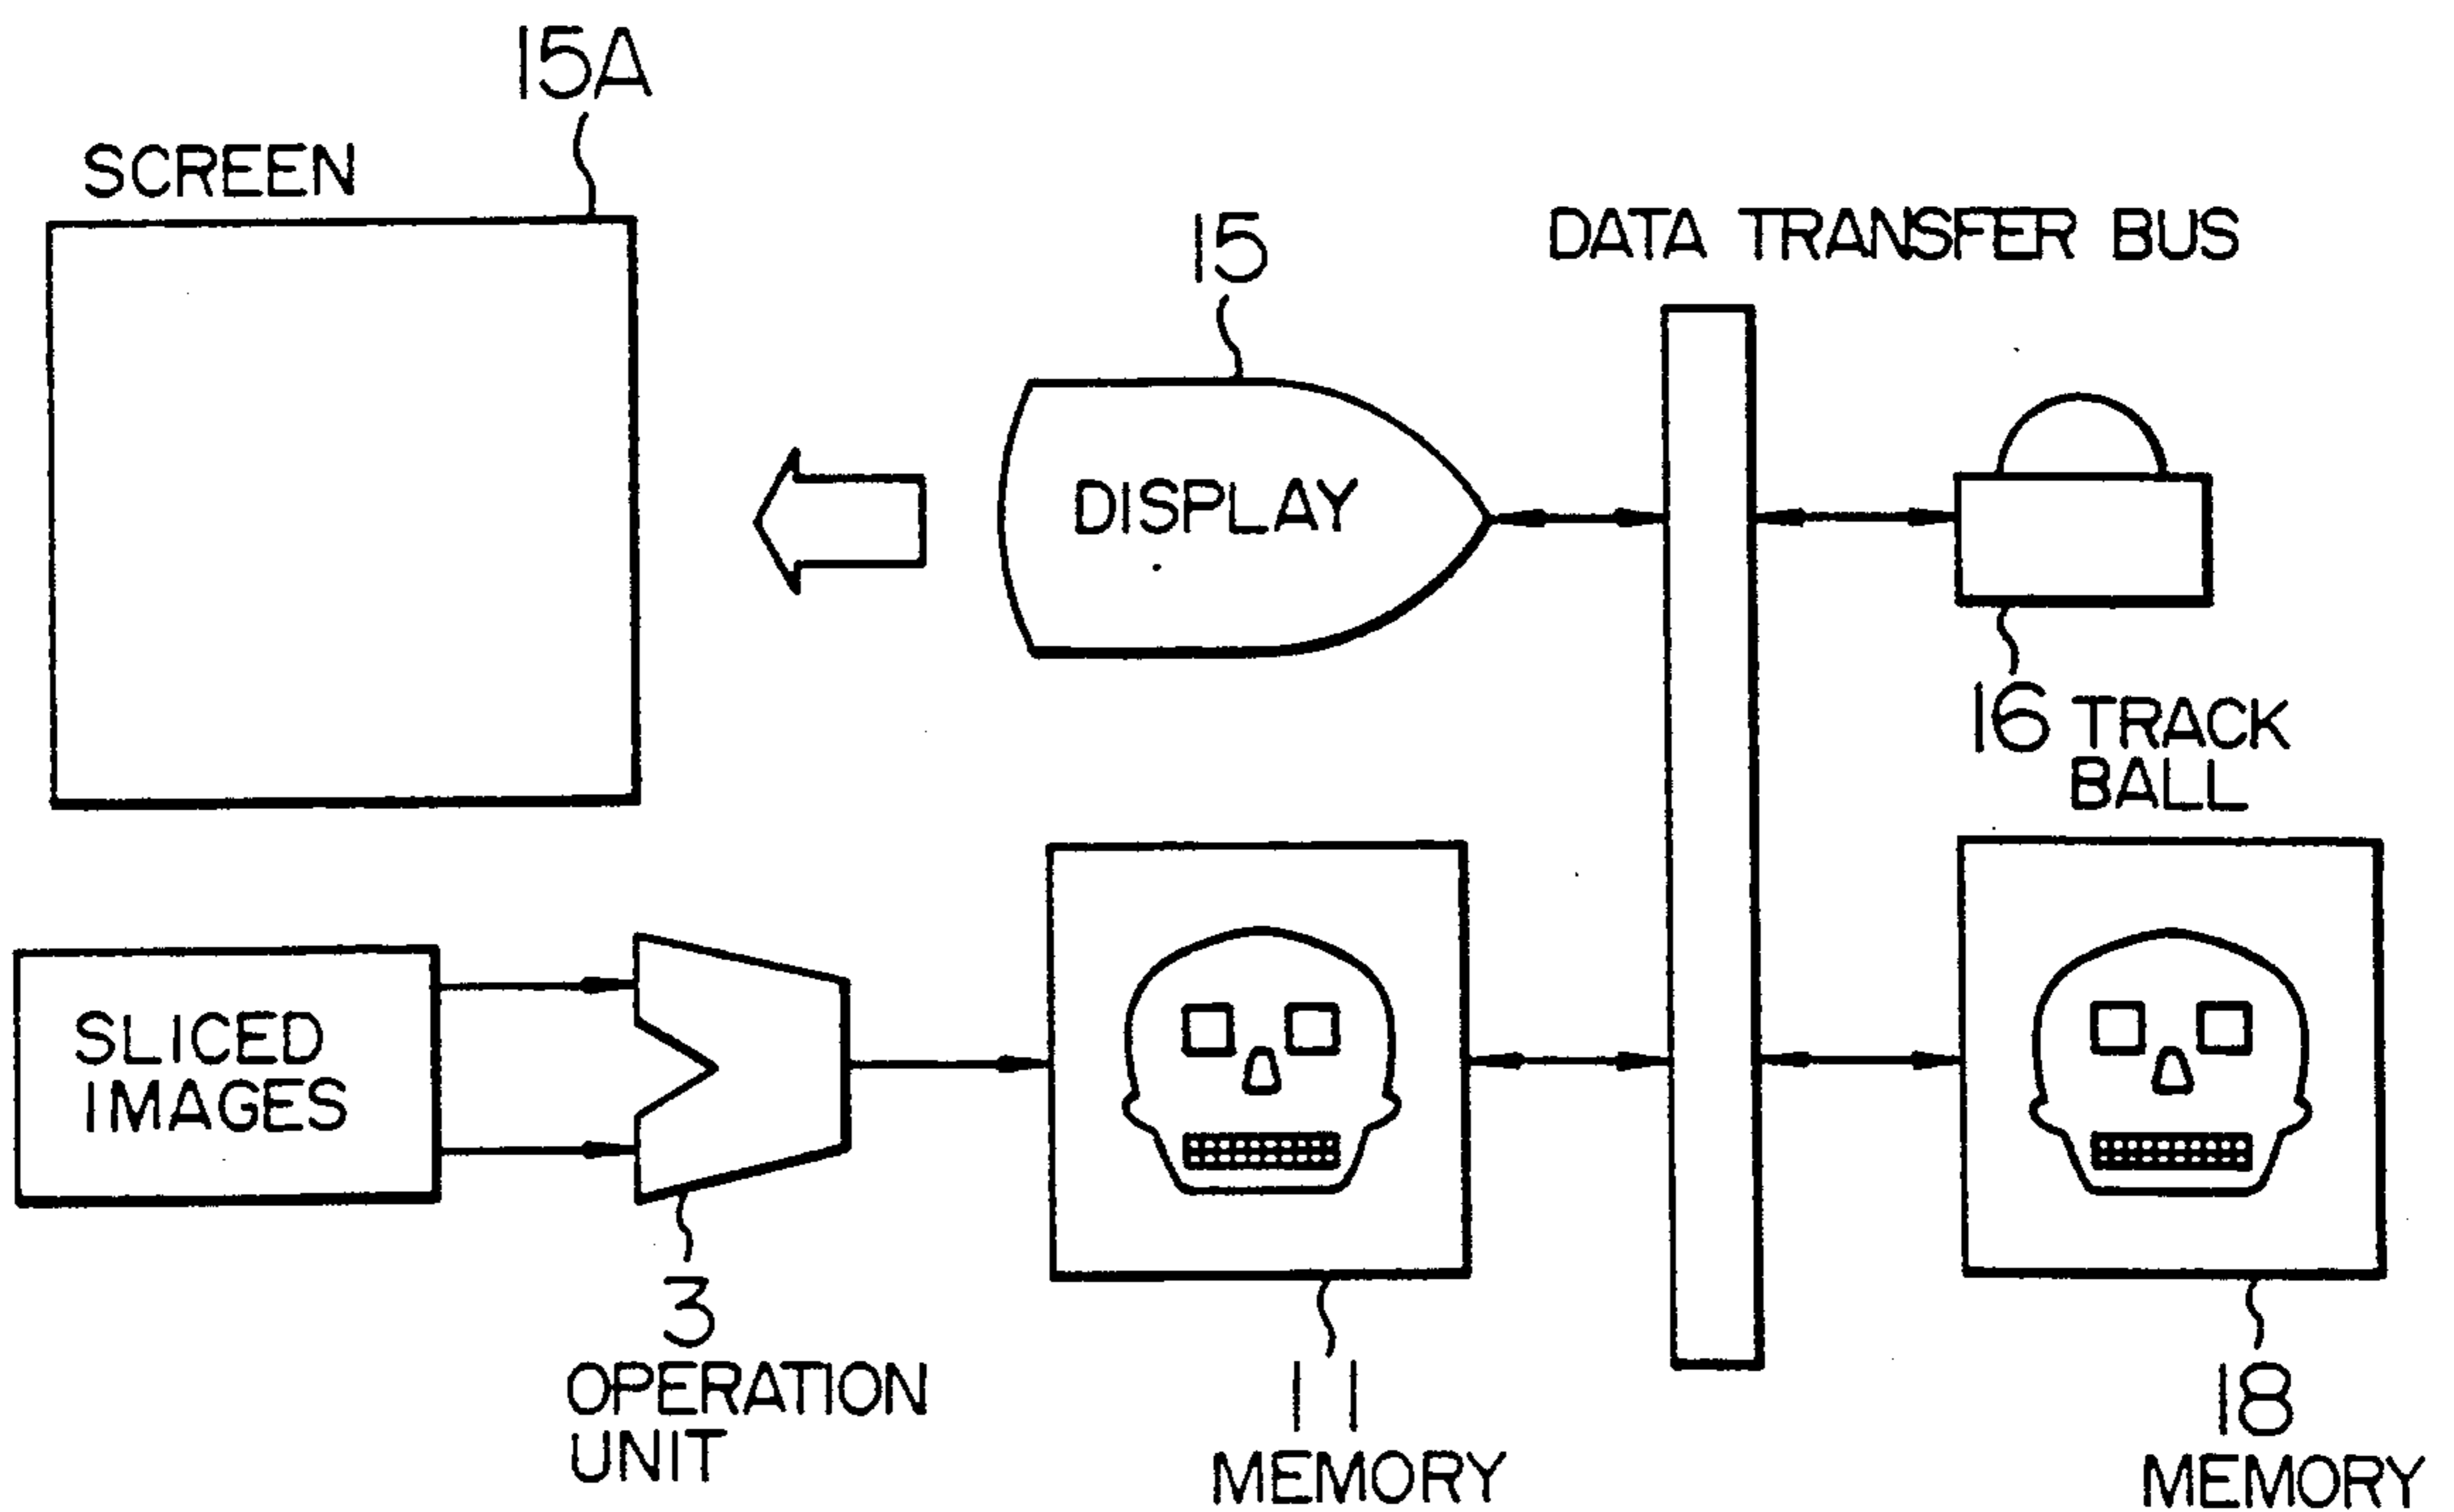 15A
SCREEN
15
DATA TRANSFER BUS
DISPLAY
16 TRACK
BALL
SLICED
IMAGES
3
OPERATION
UNIT
11
MEMORY
18
MEMORY